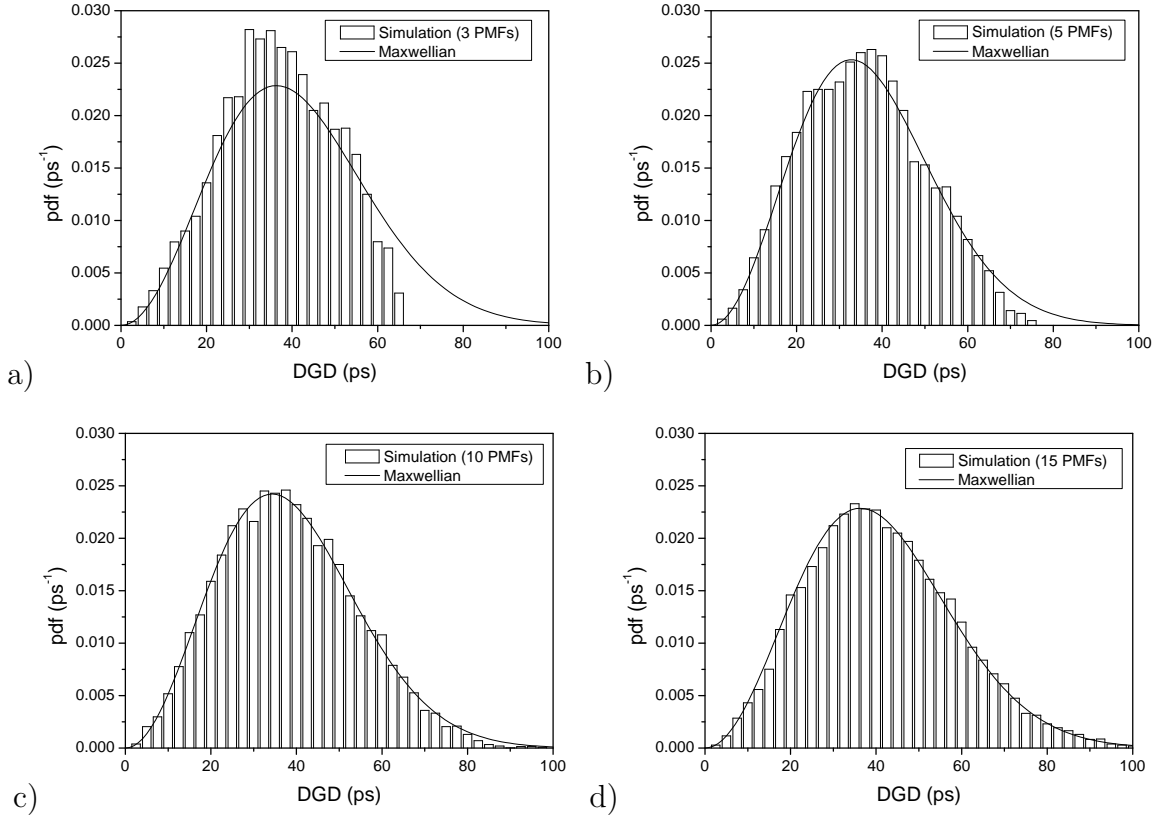 0.030
0.025
0.020
0.015
0.010
0.005
0.000
pdf (ps-1)
Simulation (3 PMFs)
Maxwellian
0 20 40 60 80 100
DGD (ps)
a)
0.030
0.025
0.020
0.015
0.010
0.005
0.000
pdf (ps-1)
Simulation (5 PMFs)
Maxwellian
0 20 40 60 80 100
DGD (ps)
b)
0.030
0.025
0.020
0.015
0.010
0.005
0.000
pdf (ps-1)
Simulation (10 PMFs)
Maxwellian
0 20 40 60 80 100
DGD (ps)
c)
0.030
0.025
0.020
0.015
0.010
0.005
0.000
pdf (ps-1)
Simulation (15 PMFs)
Maxwellian
0 20 40 60 80 100
DGD (ps)
d)